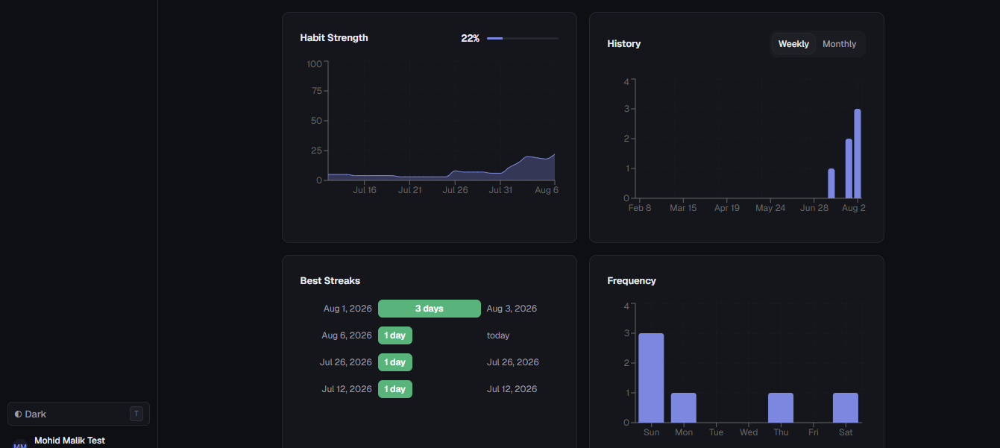 Habit Strength
22%
100
75
50
25
0
Jul 16 Jul 21 Jul 26 Jul 31 Aug 6
History
Weekly Monthly
4
3
2
1
0
Feb 8 Mar 15 Apr 19 May 24 Jun 28 Aug 2
Best Streaks
Aug 1, 2026 3 days Aug 3, 2026
Aug 6, 2026 1 day today
Jul 26, 2026 1 day Jul 26, 2026
Jul 12, 2026 1 day Jul 12, 2026
Frequency
4
3
2
1
0
Sun Mon Tue Wed Thu Fri Sat
Dark T
Mohid Malik Test
MM